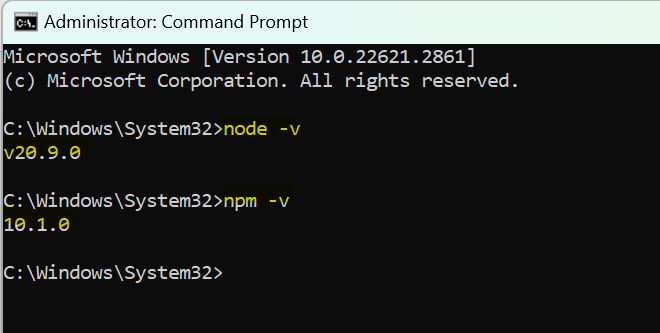 Administrator: Command Prompt
Microsoft Windows [Version 10.0.22621.2861]
(c) Microsoft Corporation. All rights reserved.
C:\Windows\System32>node -v
v20.9.0
C:\Windows\System32>npm -v
10.1.0
C:\Windows\System32>